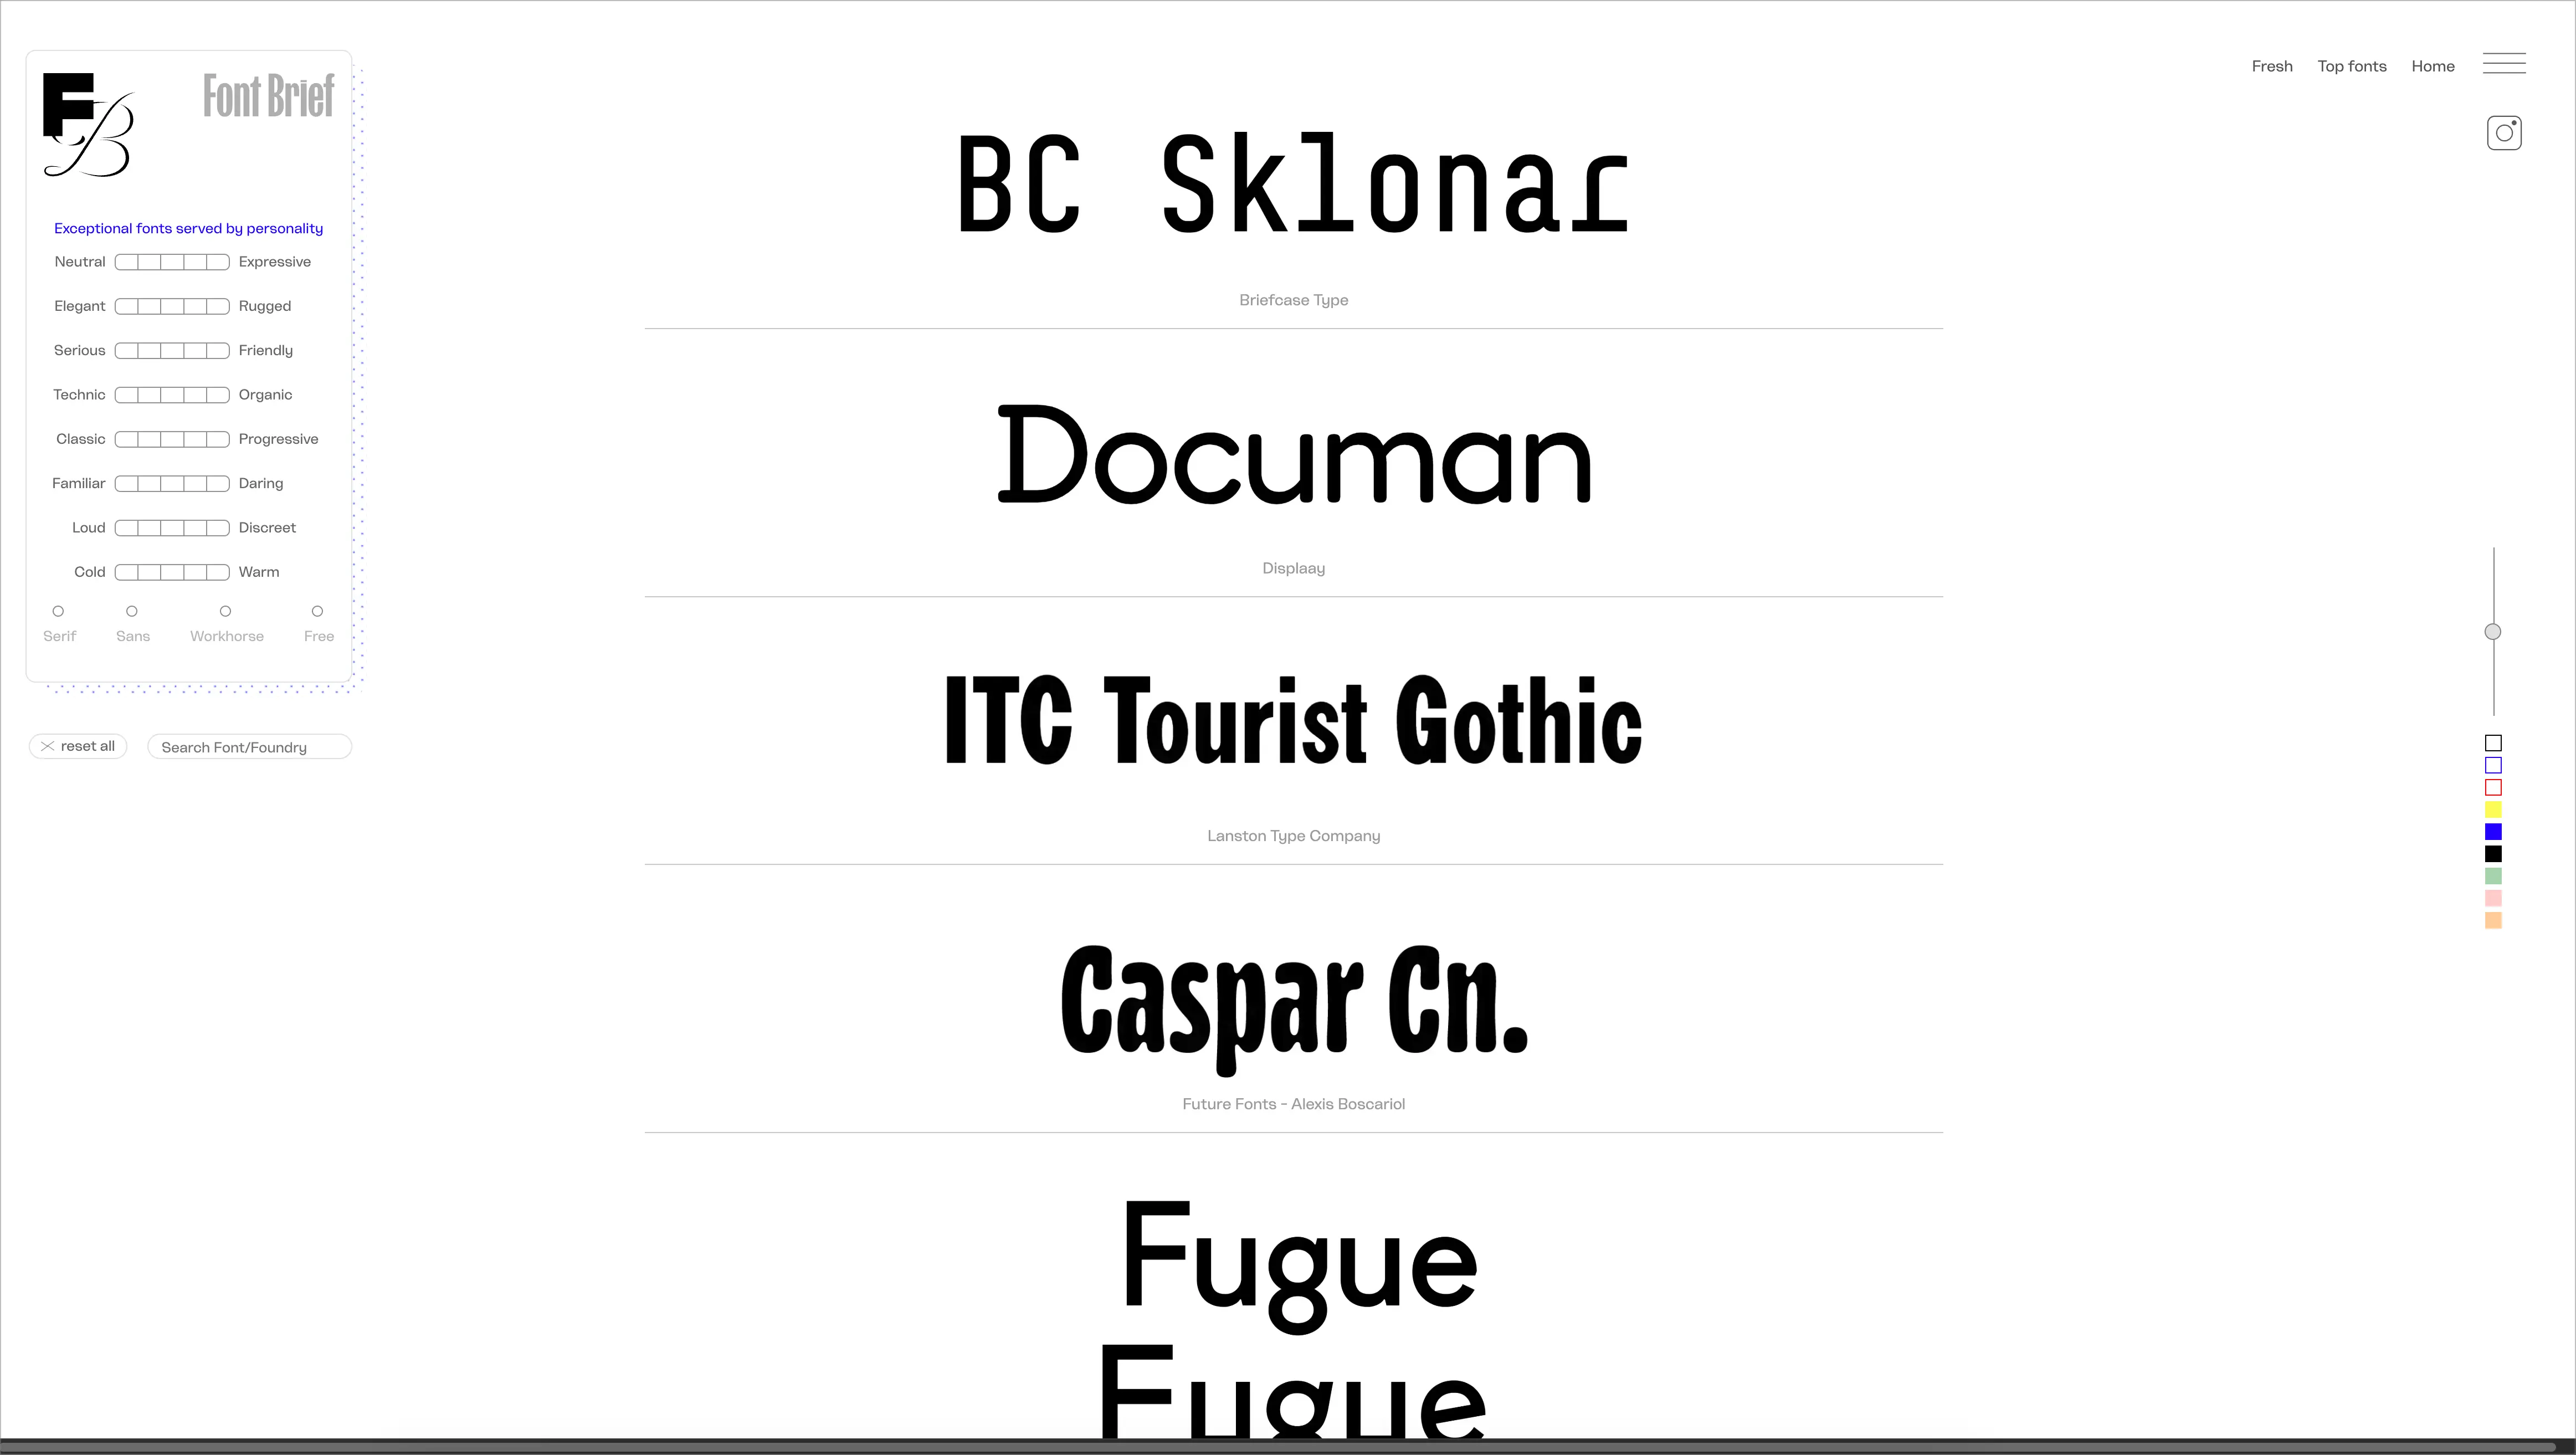 FB
Font Brief
Exceptional fonts served by personality
Neutral Expressive
Elegant Rugged
Serious Friendly
Technic Organic
Classic Progressive
Familiar Daring
Loud Discreet
Cold Warm
Serif Sans Workhorse Free
reset all
Search Font/Foundry
Fresh Top fonts Home
BC Sklonar
Briefcase Type
Documan
Displaay
ITC Tourist Gothic
Lanston Type Company
Caspar Cn.
Future Fonts - Alexis Boscariol
Fugue
Fugue